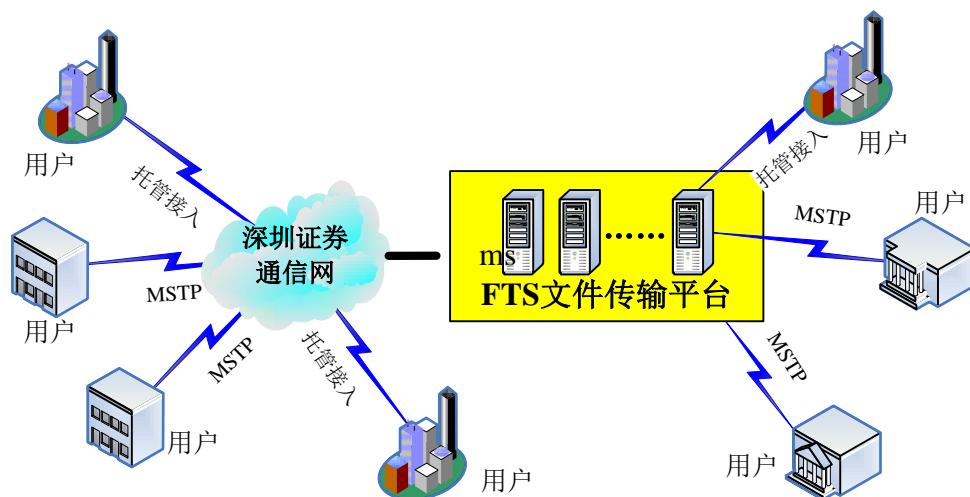 用户
托管接入
用户
MSTP
用户
MSTP
用户
托管接入
深圳证券
通信网
ms
......
FTS文件传输平台
用户
托管接入
用户
MSTP
用户
MSTP